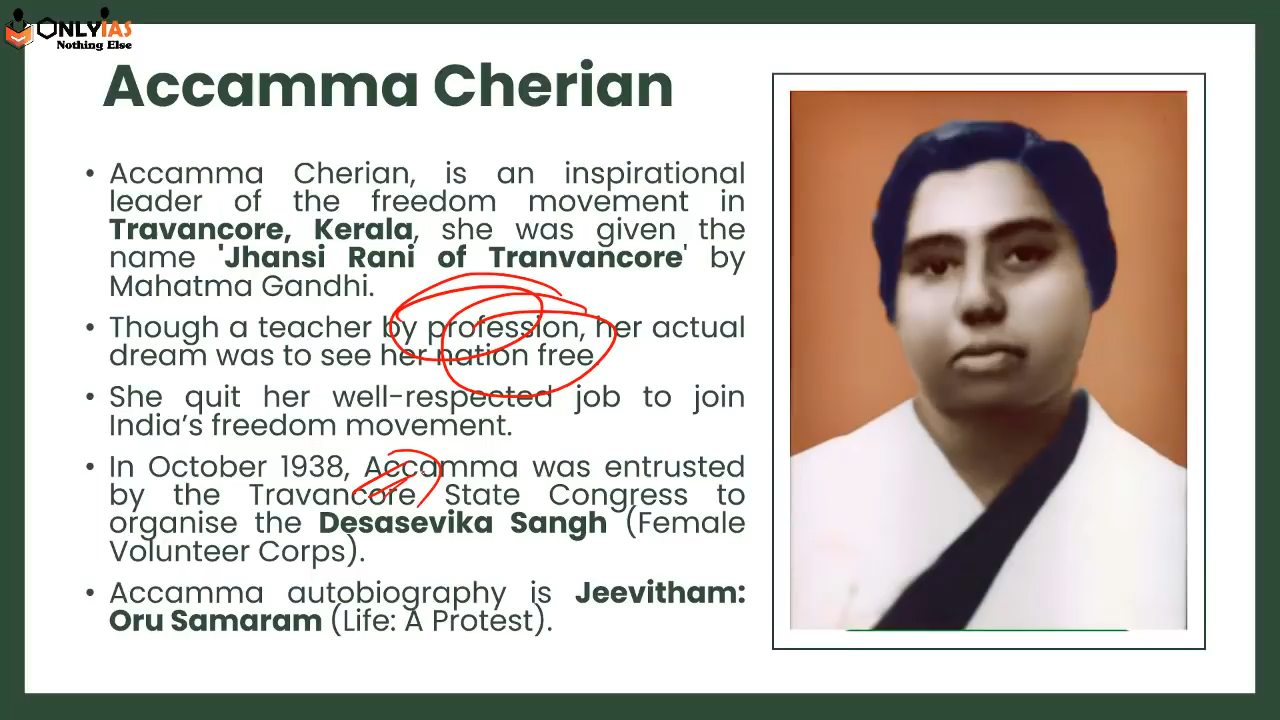 ONLYIAS
Nothing Else
Accamma Cherian
• Accamma Cherian, is an inspirational
leader of the freedom movement in
Travancore, Kerala, she was given the
name 'Jhansi Rani of Tranvancore' by
Mahatma Gandhi.
• Though a teacher by profession, her actual
dream was to see her nation free.
• She quit her well-respected job to join
India’s freedom movement.
• In October 1938, Accamma was entrusted
by the Travancore State Congress to
organise the Desasevika Sangh (Female
Volunteer Corps).
• Accamma autobiography is Jeevitham:
Oru Samaram (Life: A Protest).